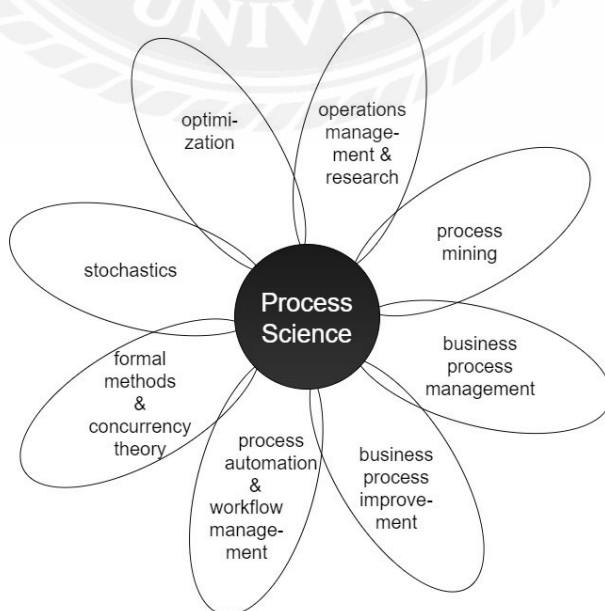 UNIVERS
optimi-
zation
operations
manage-
ment &
research
process
mining
stochastics
Process
Science
business
process
management
formal
methods
&
concurrency
theory
process
automation
&
workflow
manage-
ment
business
process
improve-
ment